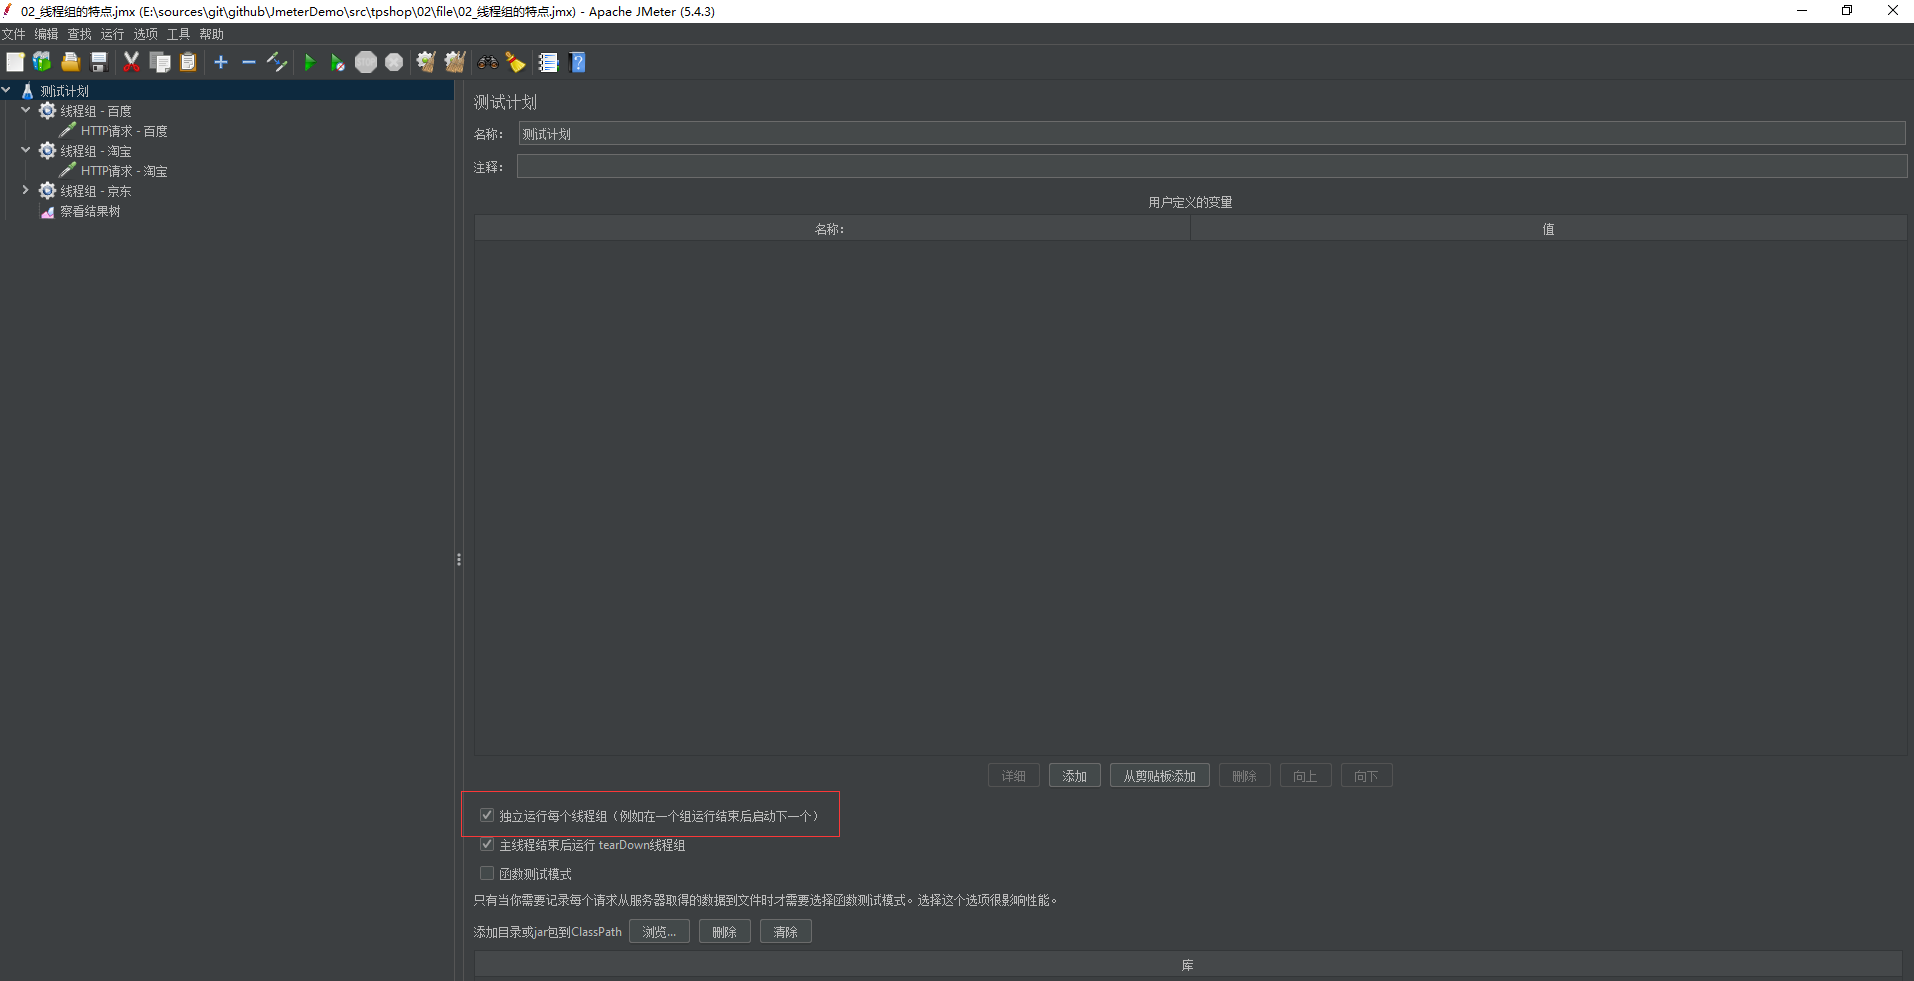 02_线程组的特点.jmx (E:\sources\git\github\JmeterDemo\src\tpshop\02\file\02_线程组的特点.jmx) - Apache JMeter (5.4.3)
文件 编辑 查找 运行 选项 工具 帮助
STOP
测试计划
线程组 - 百度
HTTP请求 - 百度
线程组 - 淘宝
HTTP请求 - 淘宝
线程组 - 京东
察看结果树
测试计划
名称: 测试计划
注释:
用户定义的变量
名称: 值
详细 添加 从剪贴板添加 删除 向上 向下
独立运行每个线程组（例如在一个组运行结束后启动下一个）
主线程结束后运行 tearDown线程组
函数测试模式
只有当你需要记录每个请求从服务器取得的数据到文件时才需要选择函数测试模式。选择这个选项很影响性能。
添加目录或jar包到ClassPath 浏览... 删除 清除
库